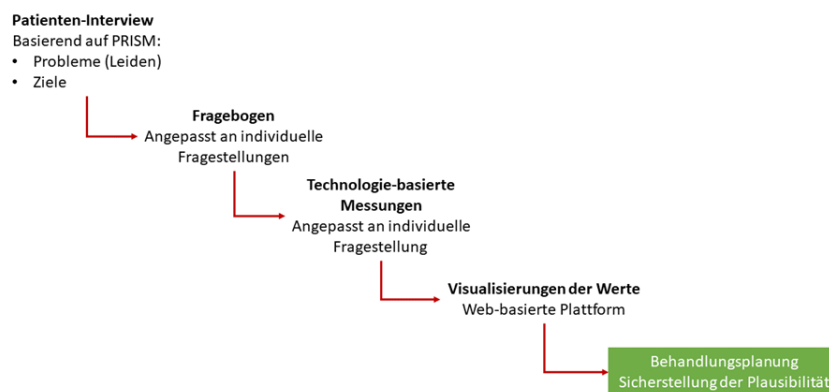 Patienten-Interview
Basierend auf PRISM:
• Probleme (Leiden)
• Ziele
Fragebogen
Angepasst an individuelle
Fragestellungen
Technologie-basierte
Messungen
Angepasst an individuelle
Fragestellung
Visualisierungen der Werte
Web-basierte Plattform
Behandlungsplanung
Sicherstellung der Plausibilität